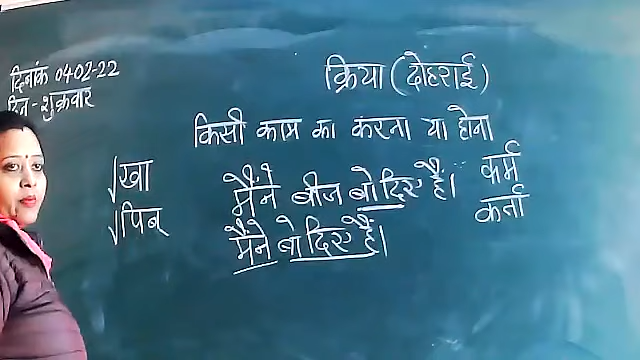 दिनांक 04-02-22
दिन - शुक्रवार
क्रिया (दोहराई)
किसी काम का करना या होना
√खा
√पिब्
मैंने बीज बो दिए हैं।
मैंने बो दिए हैं।
कर्म
कर्ता